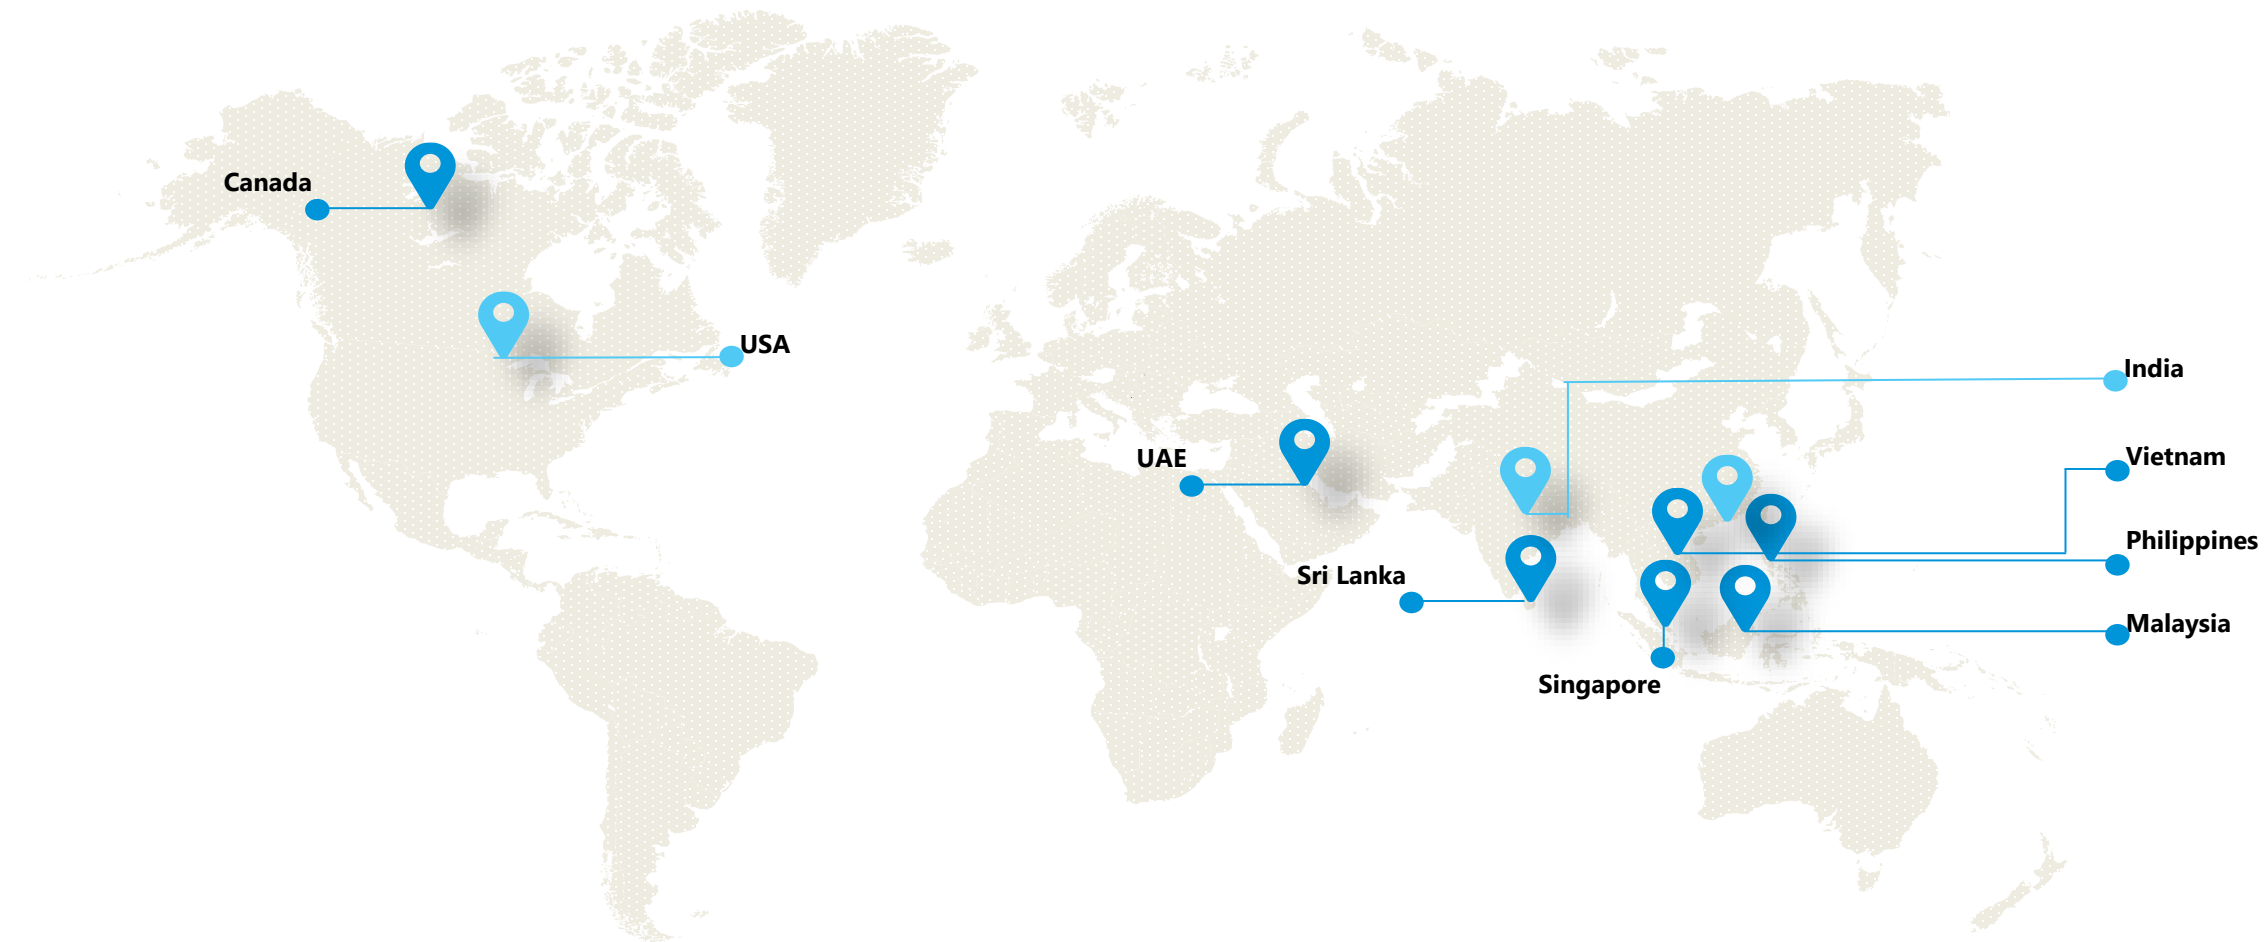 Canada
USA
India
UAE
Vietnam
Philippines
Sri Lanka
Malaysia
Singapore